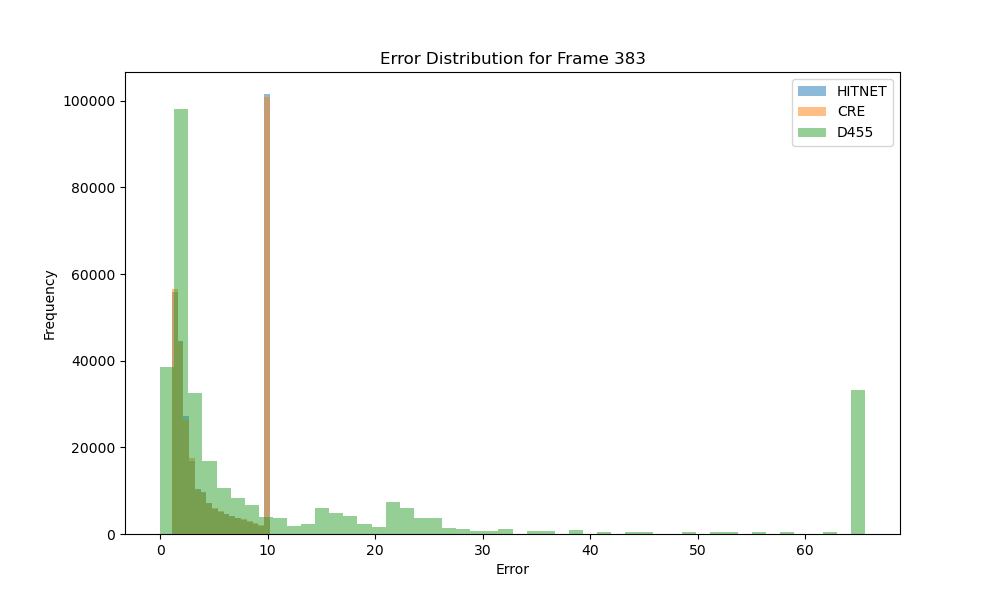 Error Distribution for Frame 383
HITNET
CRE
D455
Frequency
100000
80000
60000
40000
20000
0
0 10 20 30 40 50 60
Error